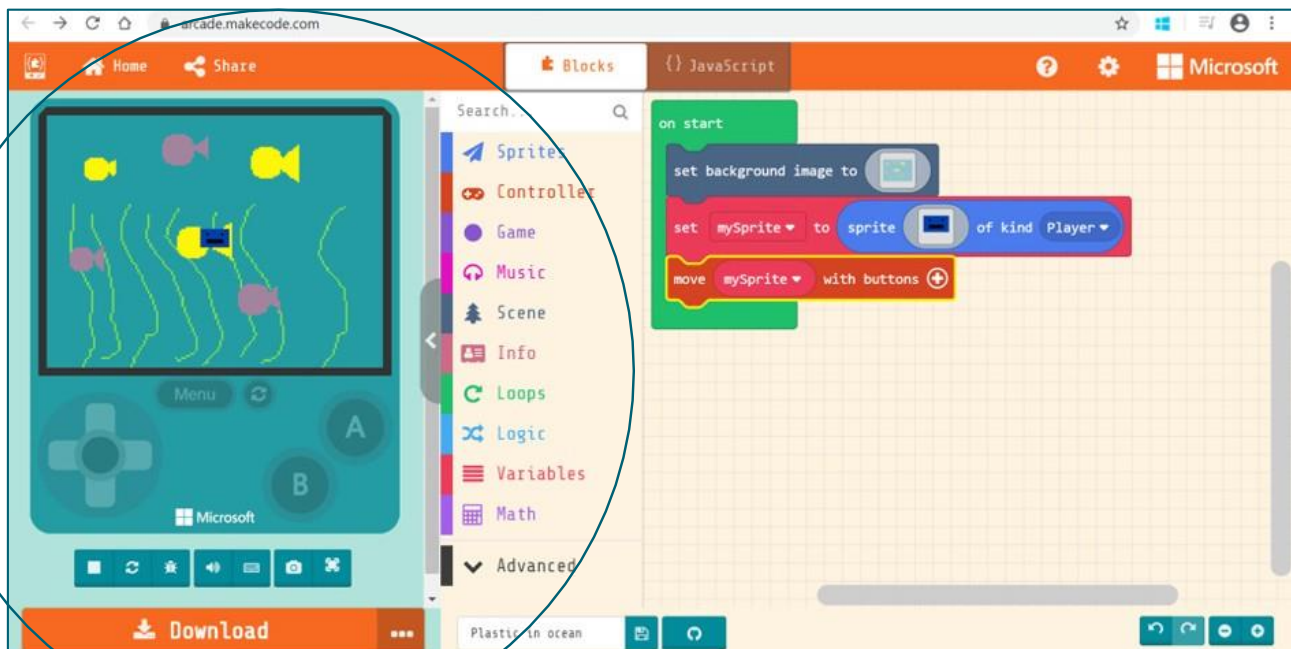 arcade.makecode.com
Home Share Blocks {} JavaScript Microsoft
Menu
A
B
Microsoft
Download
Search...
Sprites
Controller
Game
Music
Scene
Info
Loops
Logic
Variables
Math
Advanced
Plastic in ocean
on start
set background image to
set mySprite to sprite of kind Player
move mySprite with buttons